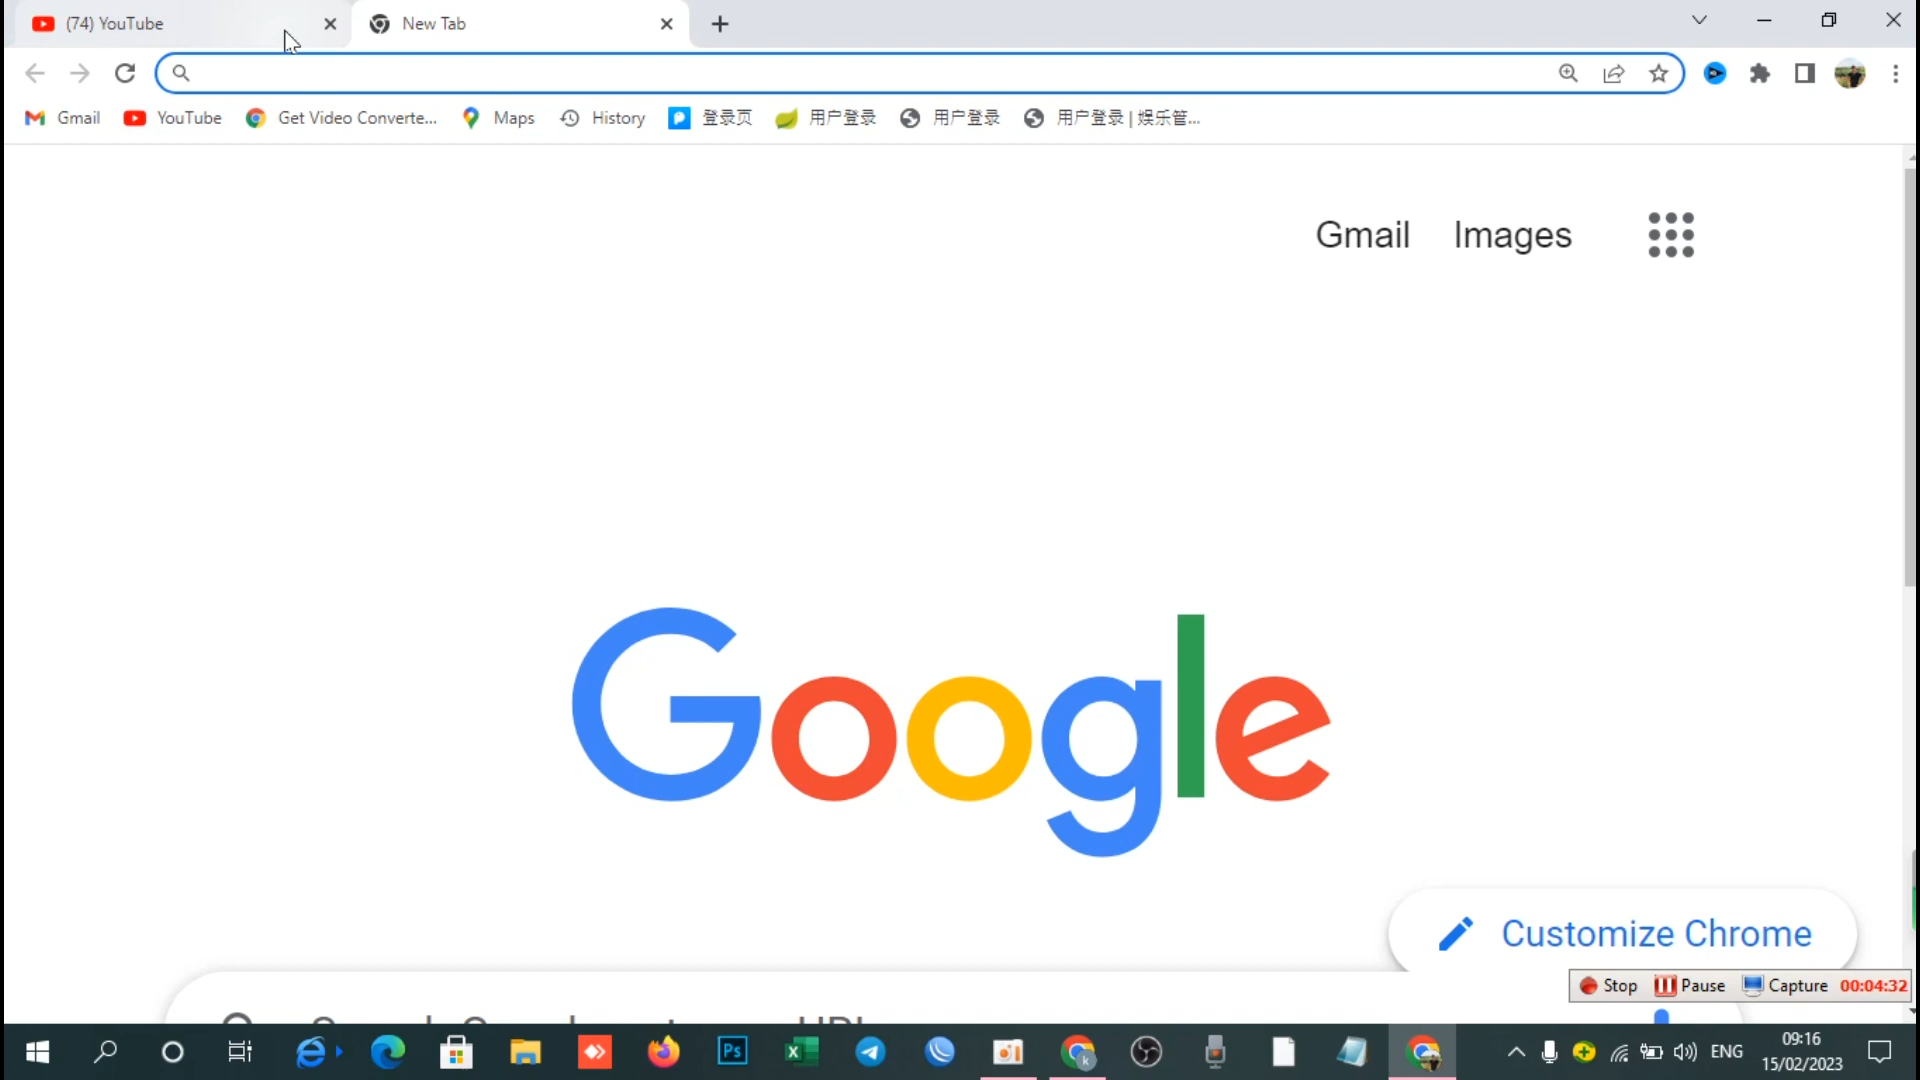 (74) YouTube
New Tab
Gmail YouTube Get Video Converte... Maps History 登录页 用户登录 用户登录 用户登录 | 娱乐管...
Gmail Images
Google
Customize Chrome
Stop Pause Capture 00:04:32
Ps
ENG
09:16
15/02/2023